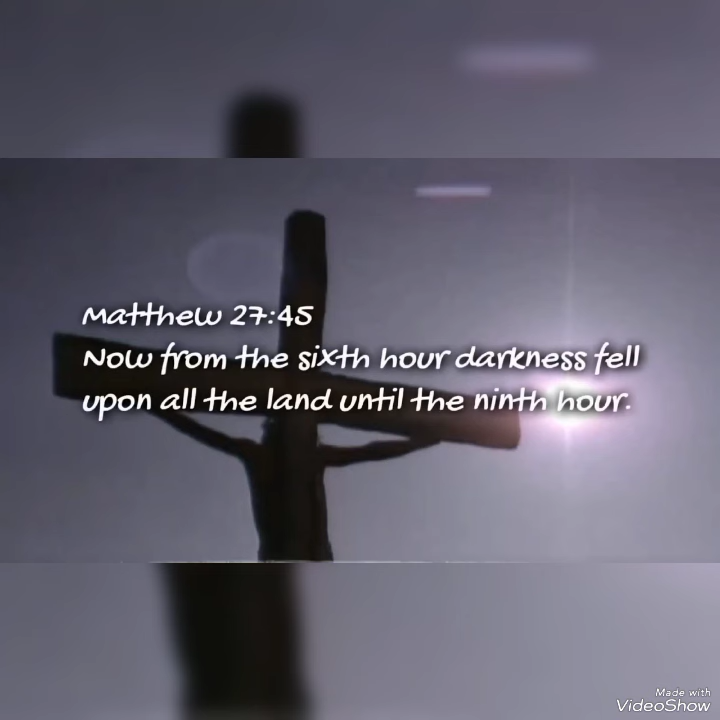 Matthew 27:45
Now from the sixth hour darkness fell
upon all the land until the ninth hour.
Made with
VideoShow